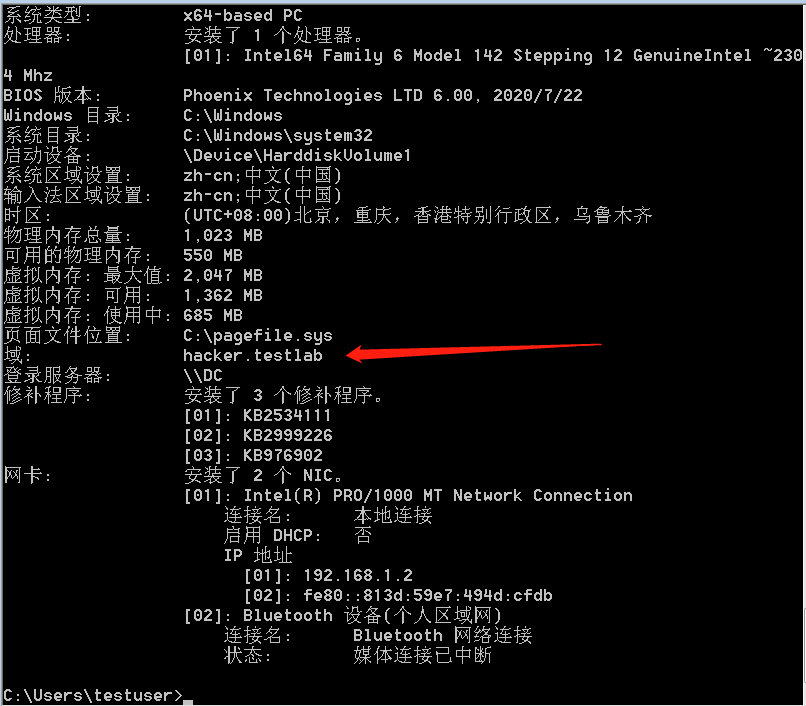 系统类型:         x64-based PC
处理器:           安装了 1 个处理器。
                  [01]: Intel64 Family 6 Model 142 Stepping 12 GenuineIntel ~230
4 Mhz
BIOS 版本:        Phoenix Technologies LTD 6.00, 2020/7/22
Windows 目录:     C:\Windows
系统目录:         C:\Windows\system32
启动设备:         \Device\HarddiskVolume1
系统区域设置:     zh-cn;中文(中国)
输入法区域设置:   zh-cn;中文(中国)
时区:             (UTC+08:00)北京，重庆，香港特别行政区，乌鲁木齐
物理内存总量:     1,023 MB
可用的物理内存:   550 MB
虚拟内存: 最大值: 2,047 MB
虚拟内存: 可用:   1,362 MB
虚拟内存: 使用中: 685 MB
页面文件位置:     C:\pagefile.sys
域:               hacker.testlab
登录服务器:       \\DC
修补程序:         安装了 3 个修补程序。
                  [01]: KB2534111
                  [02]: KB2999226
                  [03]: KB976902
网卡:             安装了 2 个 NIC。
                  [01]: Intel(R) PRO/1000 MT Network Connection
                      连接名:      本地连接
                      启用 DHCP:   否
                      IP 地址
                        [01]: 192.168.1.2
                        [02]: fe80::813d:59e7:494d:cfdb
                  [02]: Bluetooth 设备(个人区域网)
                      连接名:      Bluetooth 网络连接
                      状态:        媒体连接已中断
C:\Users\testuser>